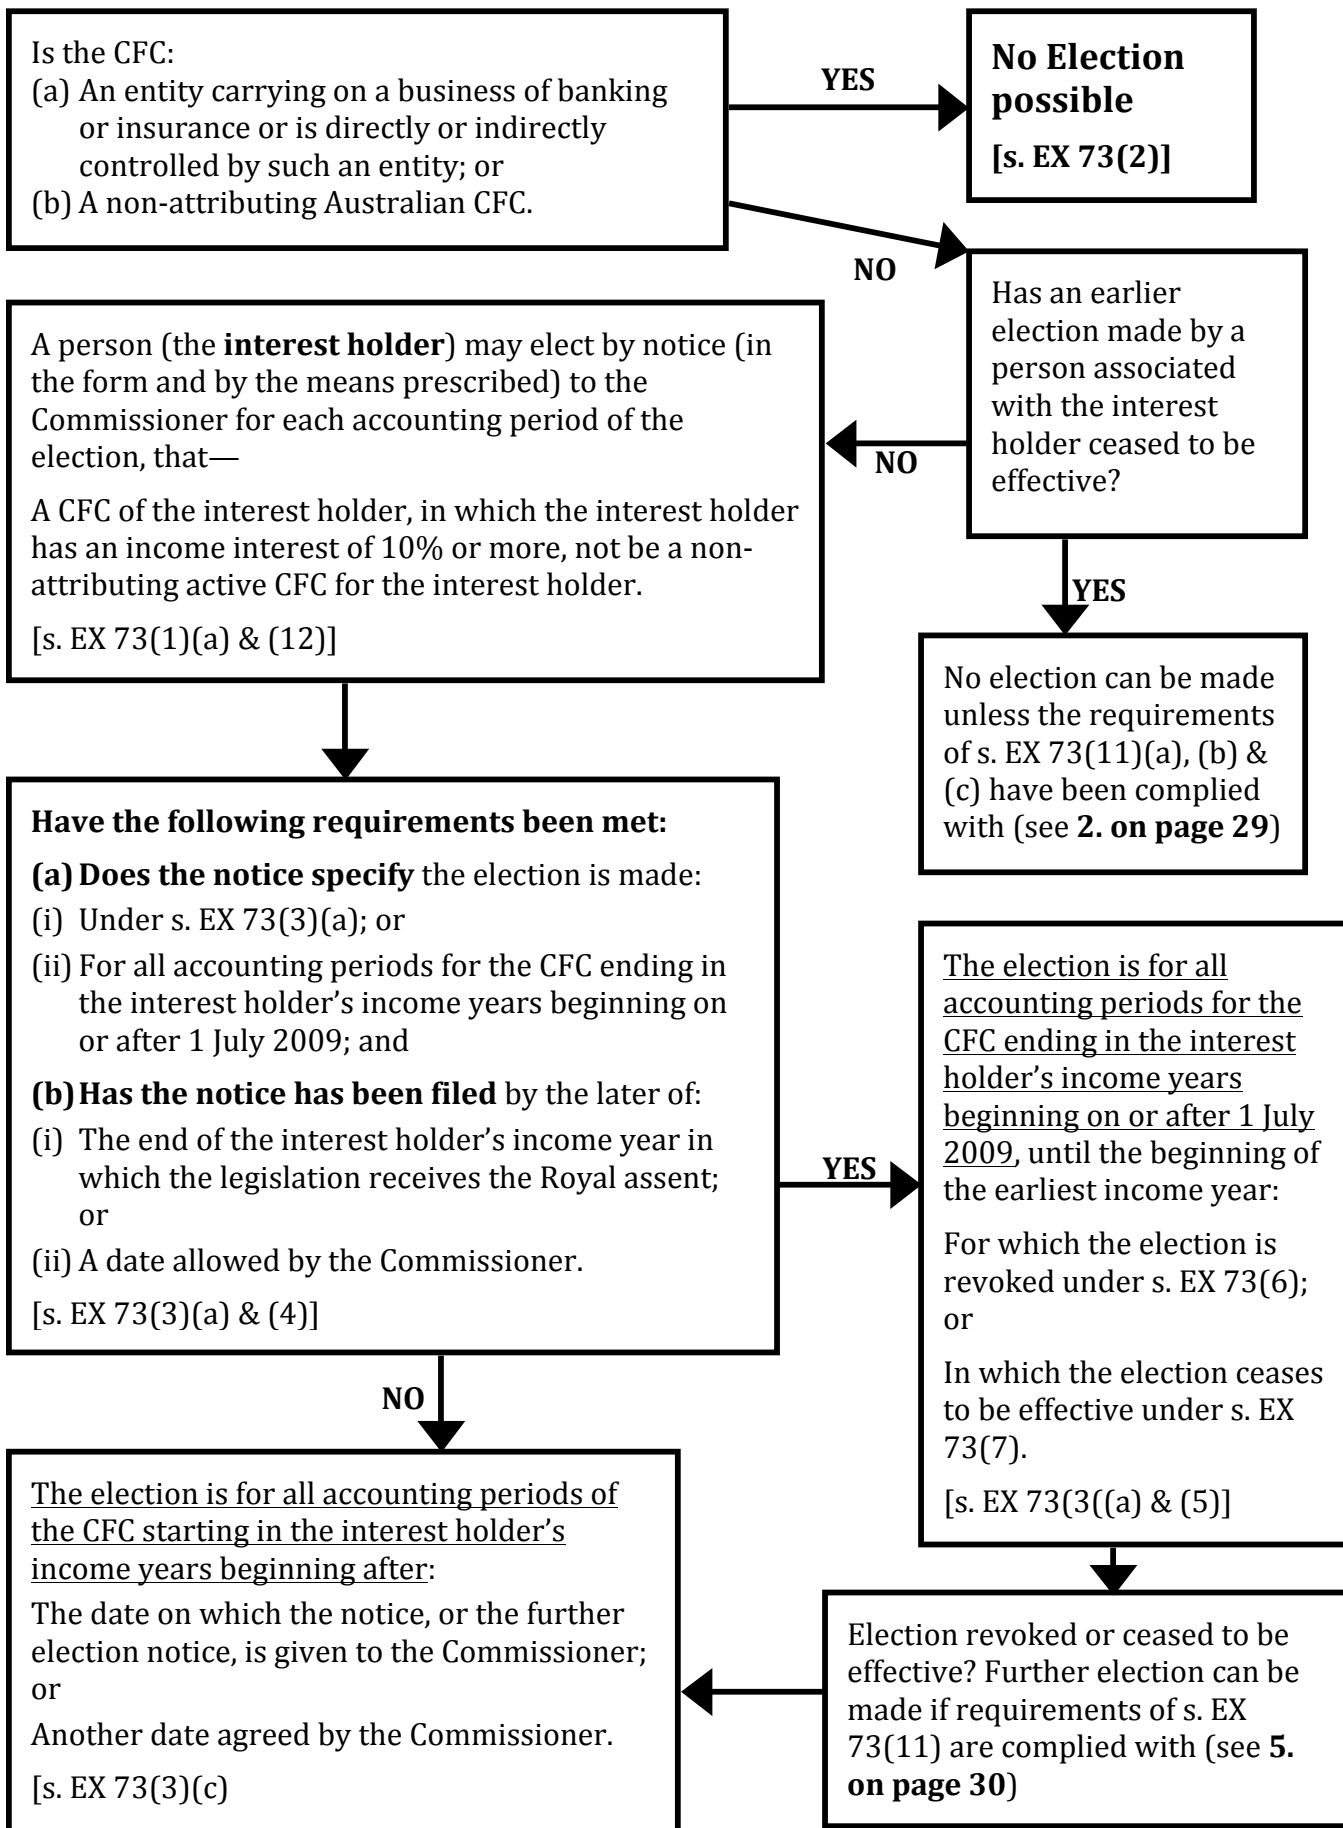 Is the CFC:
(a) An entity carrying on a business of banking
or insurance or is directly or indirectly
controlled by such an entity; or
(b) A non-attributing Australian CFC.
YES
No Election
possible
[s. EX 73(2)]
NO
Has an earlier
election made by a
person associated
with the interest
holder ceased to be
effective?
NO
A person (the interest holder) may elect by notice (in
the form and by the means prescribed) to the
Commissioner for each accounting period of the
election, that—
A CFC of the interest holder, in which the interest holder
has an income interest of 10% or more, not be a non-
attributing active CFC for the interest holder.
[s. EX 73(1)(a) & (12)]
YES
No election can be made
unless the requirements
of s. EX 73(11)(a), (b) &
(c) have been complied
with (see 2. on page 29)
Have the following requirements been met:
(a) Does the notice specify the election is made:
(i) Under s. EX 73(3)(a); or
(ii) For all accounting periods for the CFC ending in
the interest holder's income years beginning on
or after 1 July 2009; and
(b) Has the notice has been filed by the later of:
(i) The end of the interest holder's income year in
which the legislation receives the Royal assent;
or
(ii) A date allowed by the Commissioner.
[s. EX 73(3)(a) & (4)]
YES
The election is for all
accounting periods for the
CFC ending in the interest
holder's income years
beginning on or after 1 July
2009, until the beginning of
the earliest income year:
For which the election is
revoked under s. EX 73(6);
or
In which the election ceases
to be effective under s. EX
73(7).
[s. EX 73(3((a) & (5)]
NO
The election is for all accounting periods of
the CFC starting in the interest holder's
income years beginning after:
The date on which the notice, or the further
election notice, is given to the Commissioner;
or
Another date agreed by the Commissioner.
[s. EX 73(3)(c)
Election revoked or ceased to be
effective? Further election can be
made if requirements of s. EX
73(11) are complied with (see 5.
on page 30)